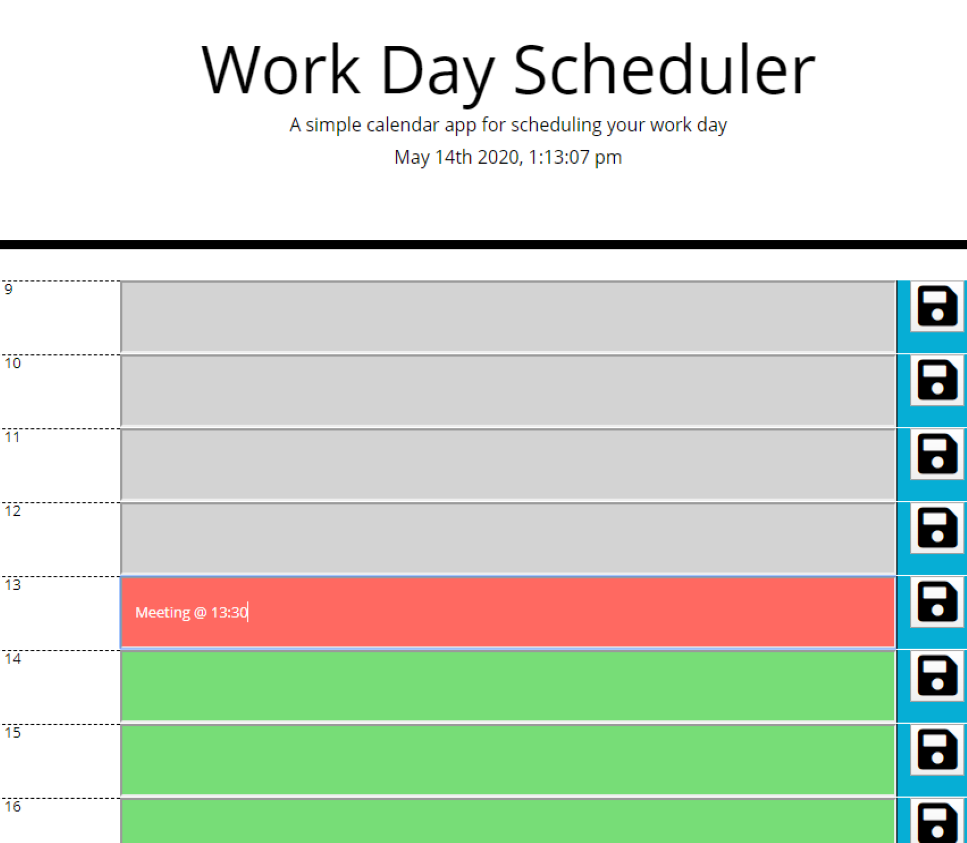 Work Day Scheduler
A simple calendar app for scheduling your work day
May 14th 2020, 1:13:07 pm
9
10
11
12
13
Meeting @ 13:30
14
15
16